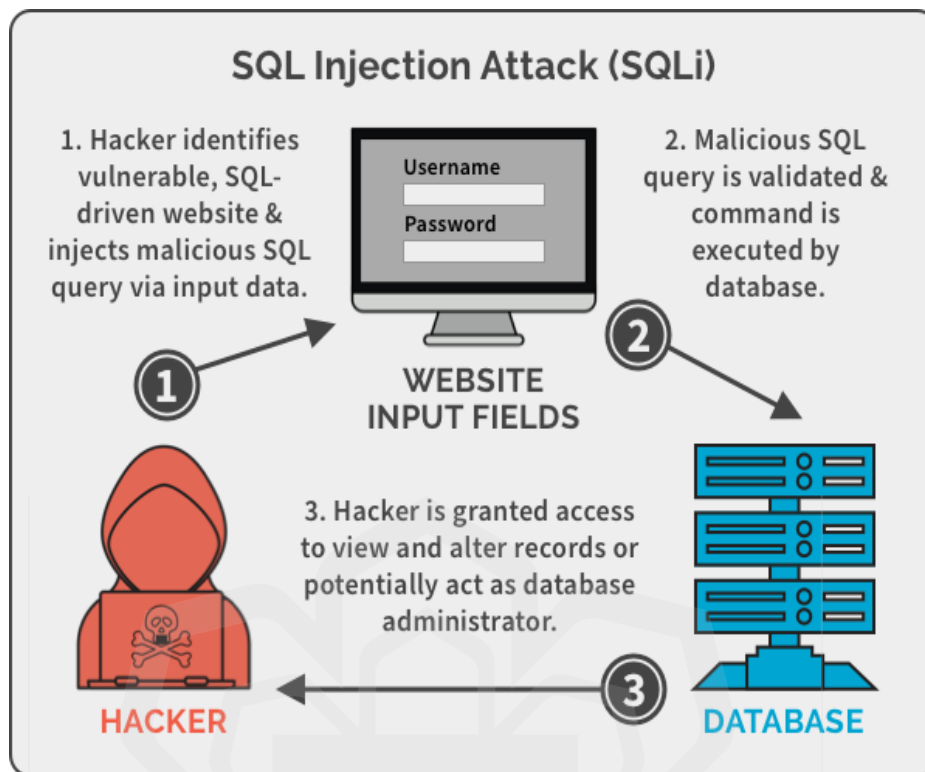 SQL Injection Attack (SQLi)
1. Hacker identifies
vulnerable, SQL-
driven website &
injects malicious SQL
query via input data.
Username
Password
2. Malicious SQL
query is validated &
command is
executed by
database.
1
2
WEBSITE
INPUT FIELDS
3. Hacker is granted access
to view and alter records or
potentially act as database
administrator.
3
HACKER
DATABASE